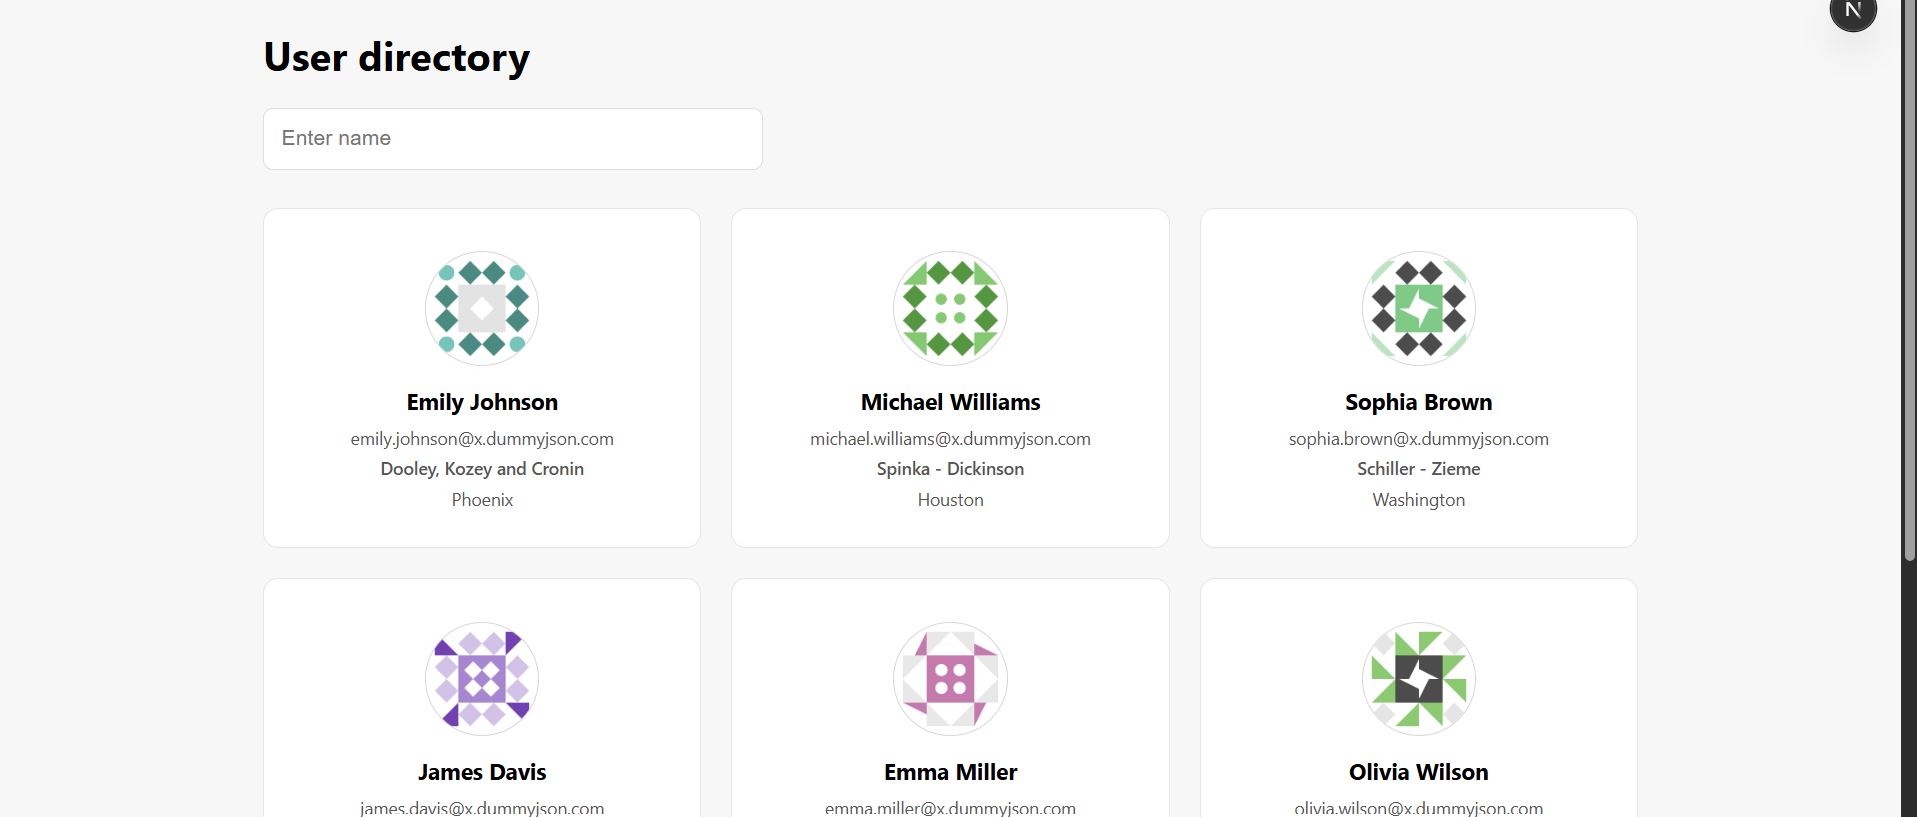 N
User directory
Enter name
Emily Johnson
emily.johnson@x.dummyjson.com
Dooley, Kozey and Cronin
Phoenix
Michael Williams
michael.williams@x.dummyjson.com
Spinka - Dickinson
Houston
Sophia Brown
sophia.brown@x.dummyjson.com
Schiller - Zieme
Washington
James Davis
james.davis@x.dummyjson.com
Emma Miller
emma.miller@x.dummyjson.com
Olivia Wilson
olivia.wilson@x.dummyjson.com